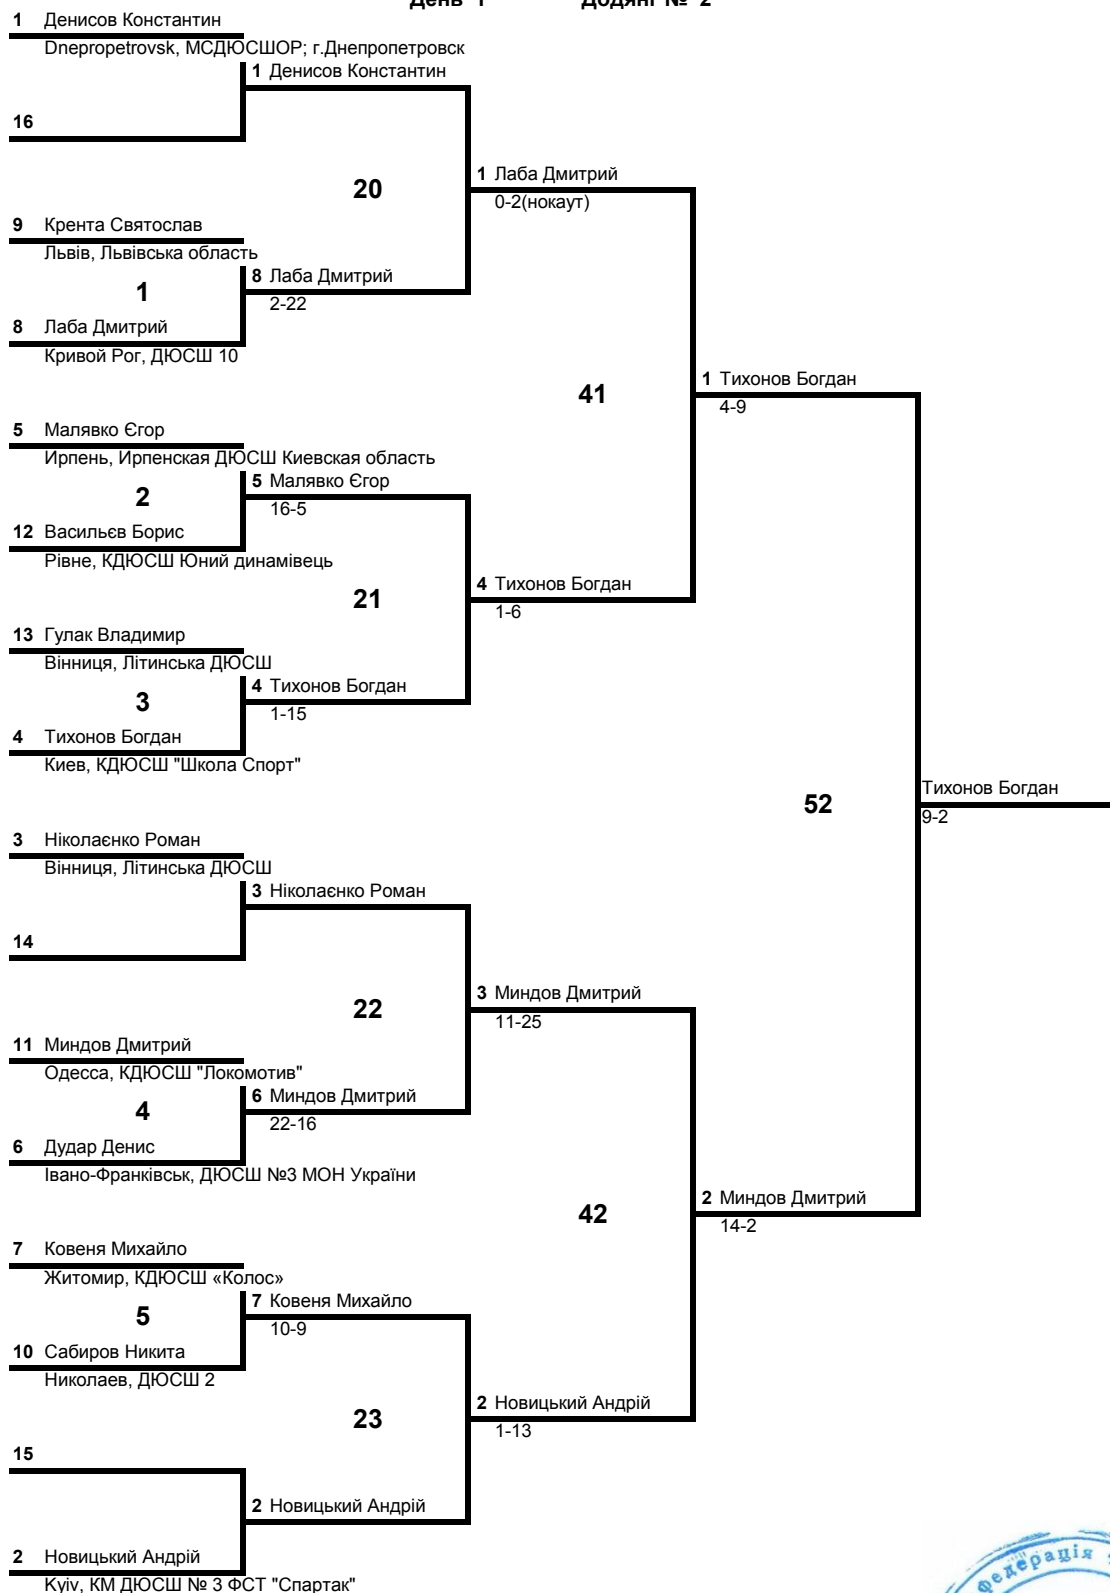 День 1 Додянг № 2
1 Денисов Константин
Dnepropetrovsk, МСДЮСШОР; г.Днепропетровск
1 Денисов Константин
16
1 Лаба Дмитрий
20
0-2(нокаут)
9 Крента Святослав
Львів, Львівська область
8 Лаба Дмитрий
1
2-22
8 Лаба Дмитрий
Кривой Рог, ДЮСШ 10
1 Тихонов Богдан
41
4-9
5 Малявко Єгор
Ирпень, Ирпенская ДЮСШ Киевская область
5 Малявко Єгор
2
16-5
12 Васильєв Борис
Рівне, КДЮСШ Юний динамівець
4 Тихонов Богдан
21
1-6
13 Гулак Владимир
Вінниця, Літинська ДЮСШ
4 Тихонов Богдан
3
1-15
4 Тихонов Богдан
Киев, КДЮСШ "Школа Спорт"
Тихонов Богдан
52
9-2
3 Ніколаєнко Роман
Вінниця, Літинська ДЮСШ
3 Ніколаєнко Роман
14
3 Миндов Дмитрий
22
11-25
11 Миндов Дмитрий
Одесса, КДЮСШ "Локомотив"
6 Миндов Дмитрий
4
22-16
6 Дудар Денис
Івано-Франківськ, ДЮСШ №3 МОН України
2 Миндов Дмитрий
42
14-2
7 Ковеня Михайло
Житомир, КДЮСШ «Колос»
7 Ковеня Михайло
5
10-9
10 Сабиров Никита
Николаев, ДЮСШ 2
2 Новицький Андрій
23
1-13
15
2 Новицький Андрій
2 Новицький Андрій
Kyiv, КМ ДЮСШ № 3 ФСТ "Спартак"
Федерація